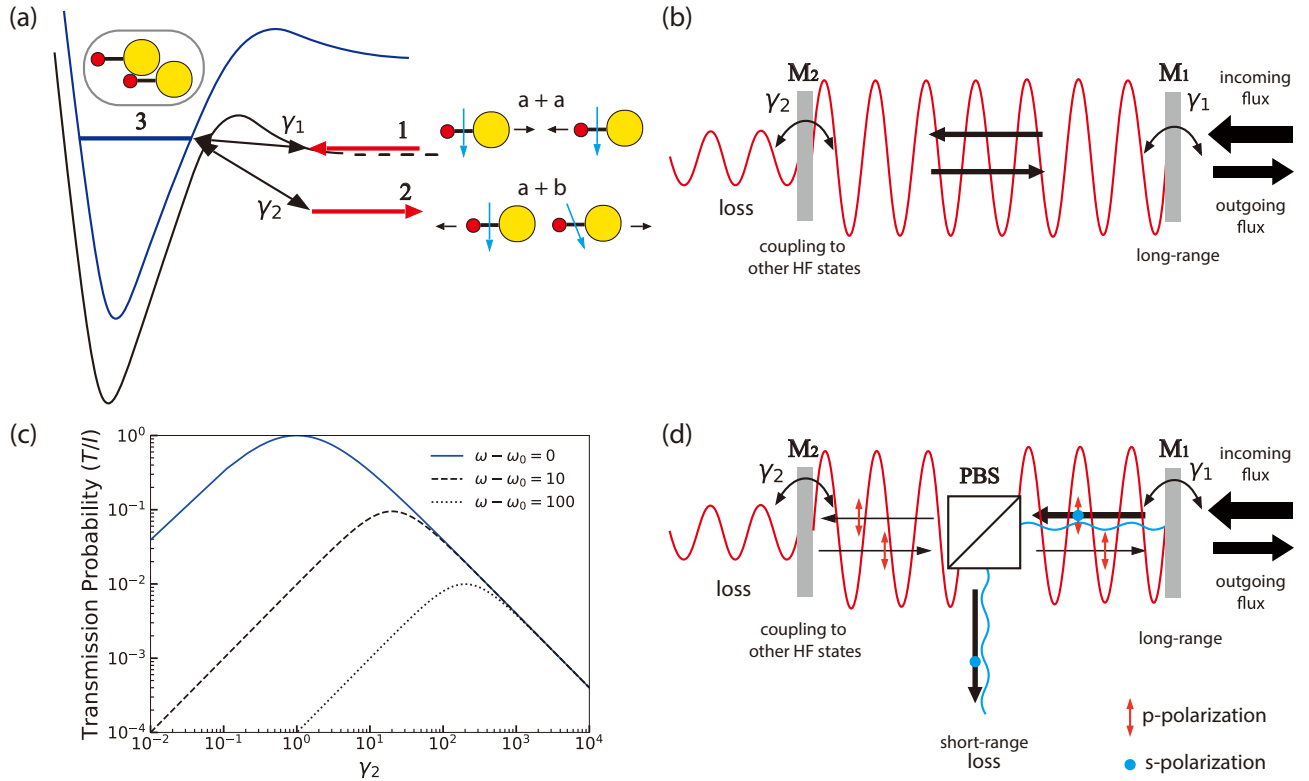 (a)
3
γ1
1
a + a
γ2
2
a + b
(b)
M2
M1
γ2
γ1
incoming
flux
loss
outgoing
flux
coupling to
other HF states
long-range
(c)
Transmission Probability (T/I)
10^0
10^-1
10^-2
10^-3
10^-4
ω − ω0 = 0
ω − ω0 = 10
ω − ω0 = 100
10^-2
10^-1
10^0
10^1
10^2
10^3
10^4
γ2
(d)
M2
PBS
M1
γ2
γ1
incoming
flux
loss
outgoing
flux
coupling to
other HF states
long-range
short-range
loss
p-polarization
s-polarization